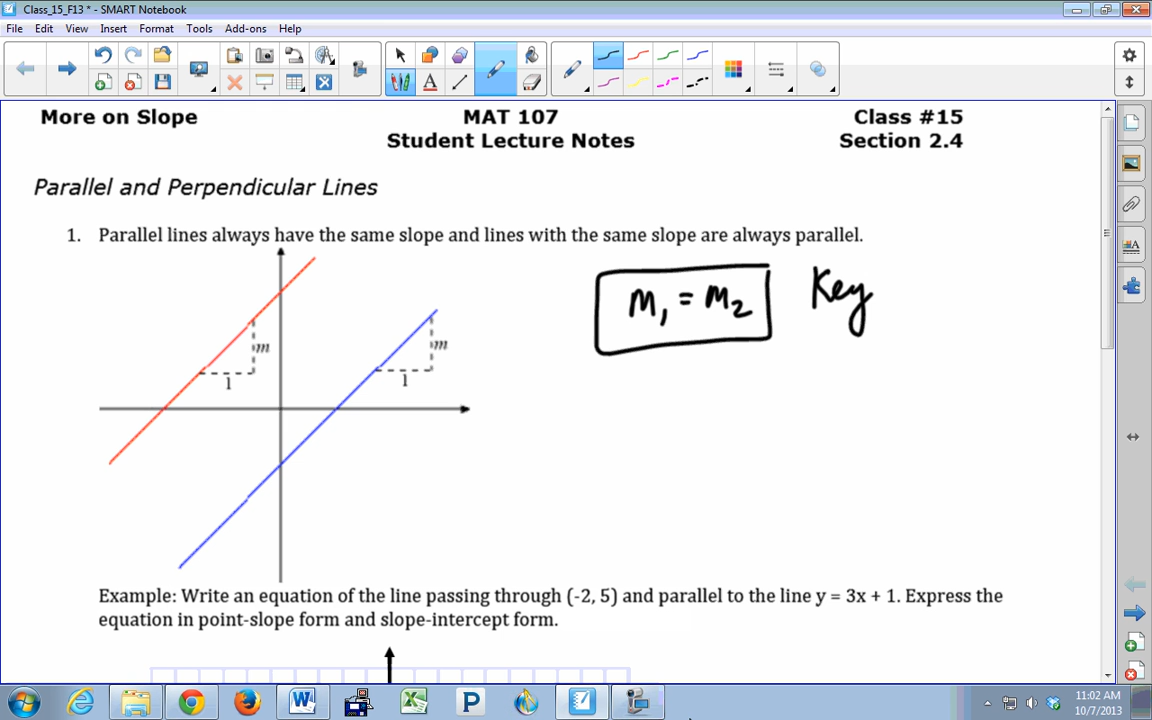 Class_15_F13 * - SMART Notebook
File Edit View Insert Format Tools Add-ons Help
More on Slope MAT 107 Class #15
Student Lecture Notes Section 2.4
Parallel and Perpendicular Lines
1. Parallel lines always have the same slope and lines with the same slope are always parallel.
m₁ = m₂ Key
m
1
m
1
Example: Write an equation of the line passing through (-2, 5) and parallel to the line y = 3x + 1. Express the
equation in point-slope form and slope-intercept form.
11:02 AM
10/7/2013